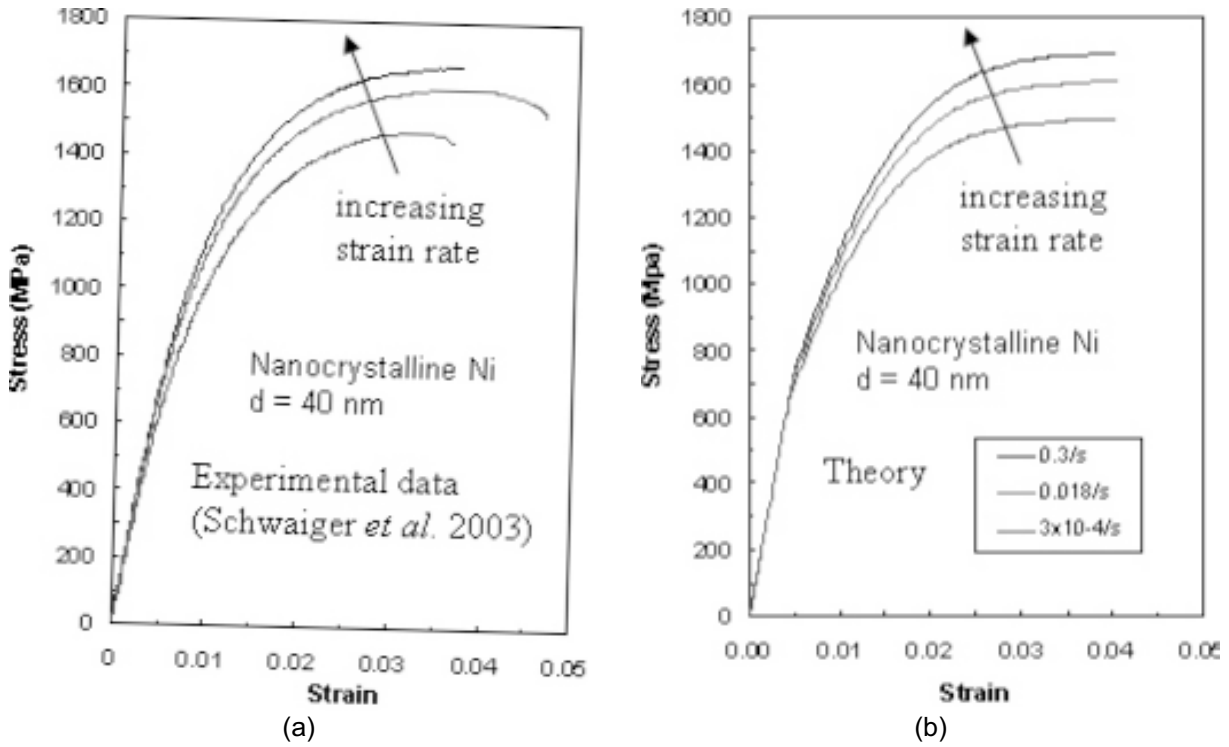 1800
1600
1400
1200
1000
800
600
400
200
0
Stress (MPa)
increasing
strain rate
Nanocrystalline Ni
d = 40 nm
Experimental data
(Schwaiger et al. 2003)
0 0.01 0.02 0.03 0.04 0.05
Strain
(a)
1800
1600
1400
1200
1000
800
600
400
200
0
Stress (Mpa)
increasing
strain rate
Nanocrystalline Ni
d = 40 nm
Theory
0.3/s
0.018/s
3x10-4/s
0.00 0.01 0.02 0.03 0.04 0.05
Strain
(b)